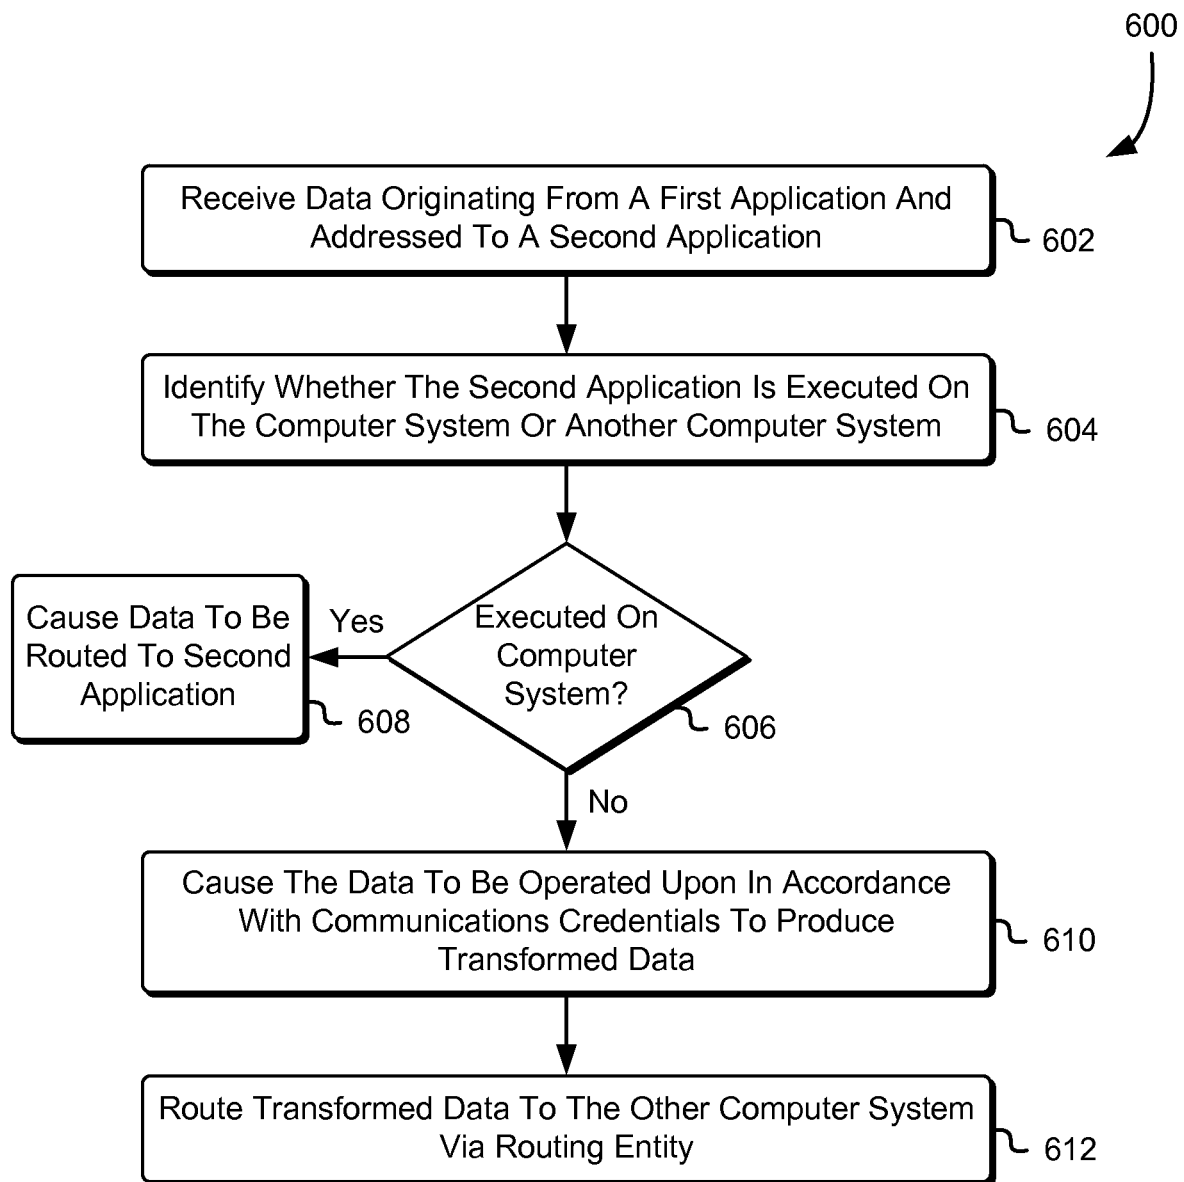 600
Receive Data Originating From A First Application And
Addressed To A Second Application
602
Identify Whether The Second Application Is Executed On
The Computer System Or Another Computer System
604
Executed On
Computer
System?
606
Yes
Cause Data To Be
Routed To Second
Application
608
No
Cause The Data To Be Operated Upon In Accordance
With Communications Credentials To Produce
Transformed Data
610
Route Transformed Data To The Other Computer System
Via Routing Entity
612